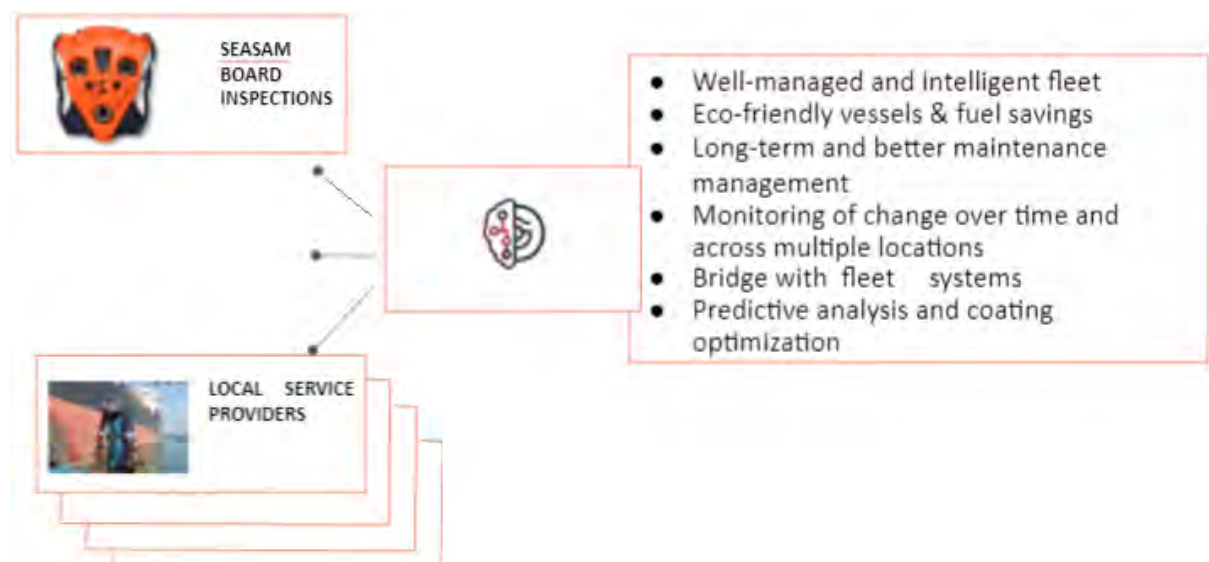 SEASAM
BOARD
INSPECTIONS
● Well-managed and Intelligent fleet
● Eco-friendly vessels & fuel savings
● Long-term and better maintenance
management
● Monitoring of change over time and
across multiple locations
● Bridge with fleet systems
● Predictive analysis and coating
optimization
LOCAL SERVICE
PROVIDERS